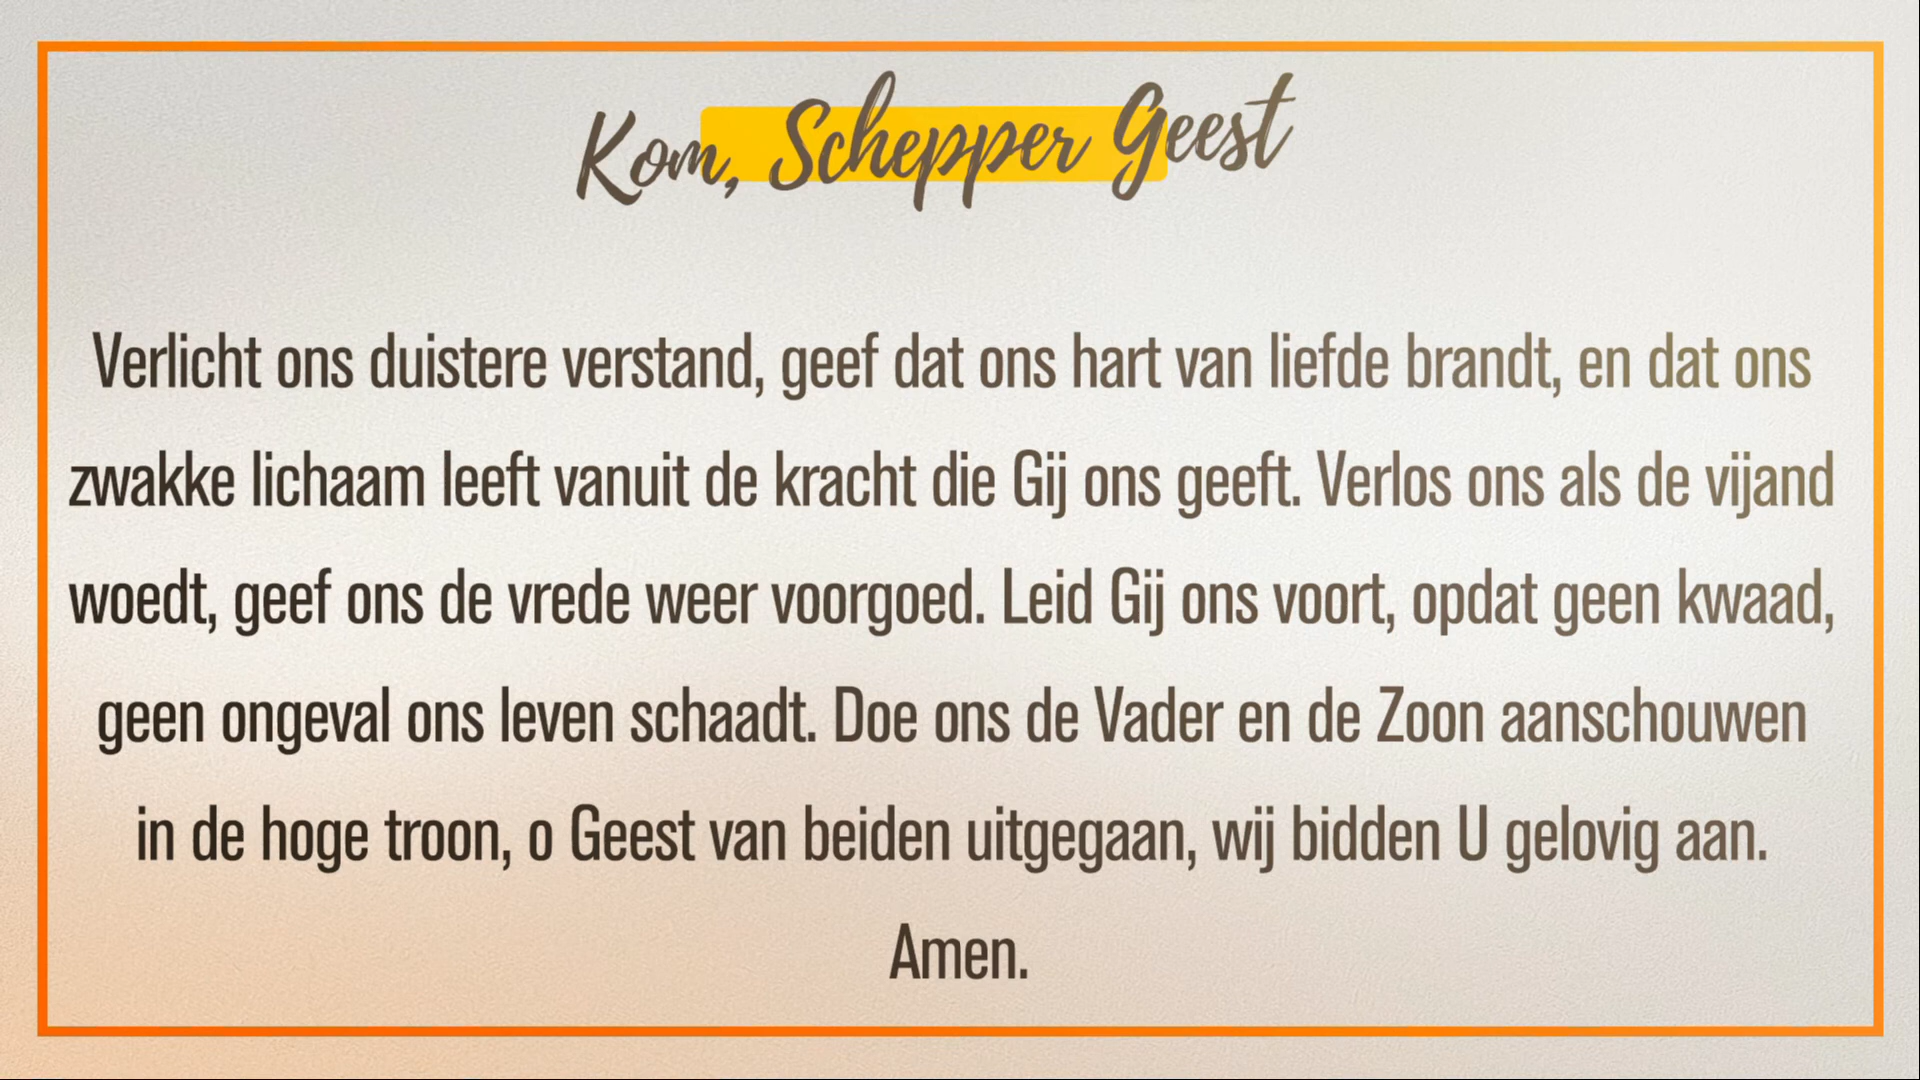 Kom, Schepper Geest
Verlicht ons duistere verstand, geef dat ons hart van liefde brandt, en dat ons
zwakke lichaam leeft vanuit de kracht die Gij ons geeft. Verlos ons als de vijand
woedt, geef ons de vrede weer voorgoed. Leid Gij ons voort, opdat geen kwaad,
geen ongeval ons leven schaadt. Doe ons de Vader en de Zoon aanschouwen
in de hoge troon, o Geest van beiden uitgegaan, wij bidden U gelovig aan.
Amen.